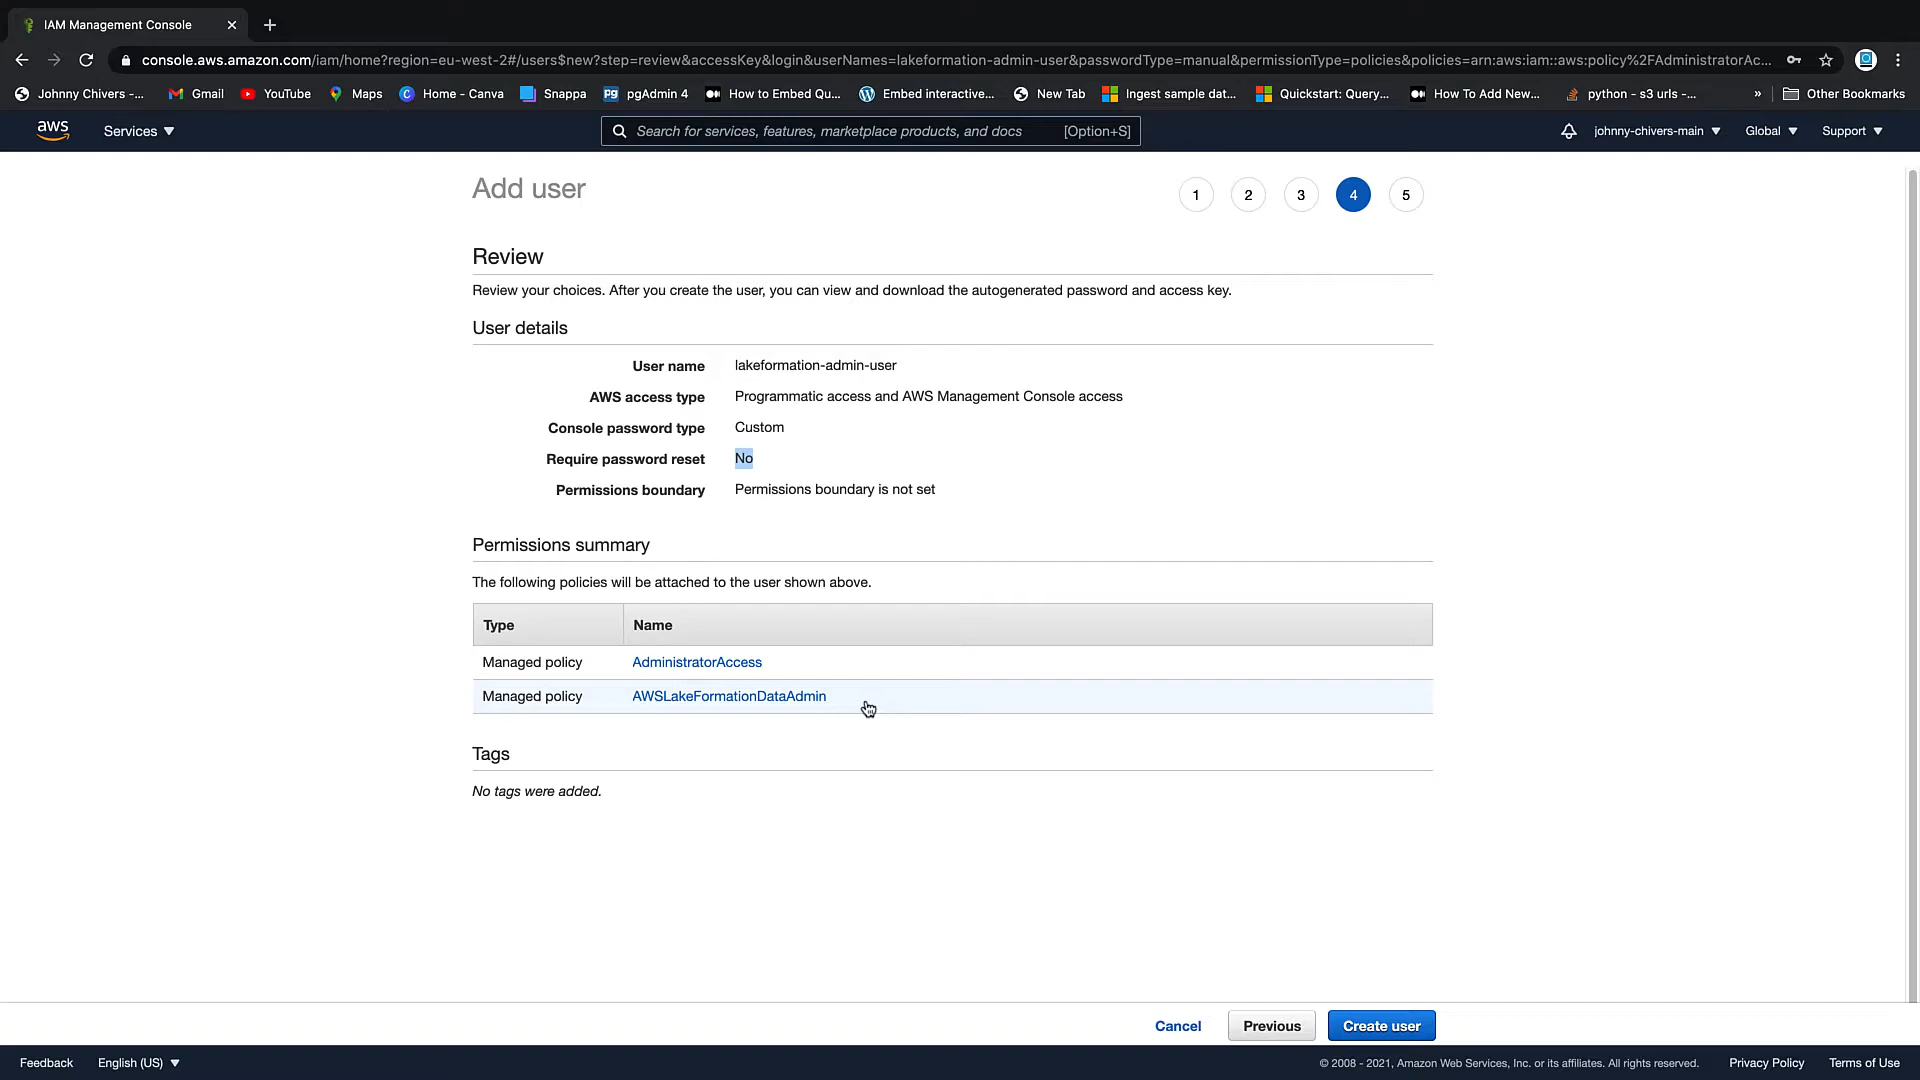 IAM Management Console
console.aws.amazon.com/iam/home?region=eu-west-2#/users$new?step=review&accessKey&login&userNames=lakeformation-admin-user&passwordType=manual&permissionType=policies&policies=arn:aws:iam::aws:policy%2FAdministratorAc...
Johnny Chivers -... Gmail YouTube Maps Home - Canva Snappa pgAdmin 4 How to Embed Qu... Embed interactive... New Tab Ingest sample dat... Quickstart: Query,... How To Add New... python - s3 urls -... » Other Bookmarks
aws Services Search for services, features, marketplace products, and docs [Option+S] johnny-chivers-main Global Support
Add user 1 2 3 4 5
Review
Review your choices. After you create the user, you can view and download the autogenerated password and access key.
User details
User name lakeformation-admin-user
AWS access type Programmatic access and AWS Management Console access
Console password type Custom
Require password reset No
Permissions boundary Permissions boundary is not set
Permissions summary
The following policies will be attached to the user shown above.
Type Name
Managed policy AdministratorAccess
Managed policy AWSLakeFormationDataAdmin
Tags
No tags were added.
Cancel Previous Create user
Feedback English (US) © 2008 - 2021, Amazon Web Services, Inc. or its affiliates. All rights reserved. Privacy Policy Terms of Use